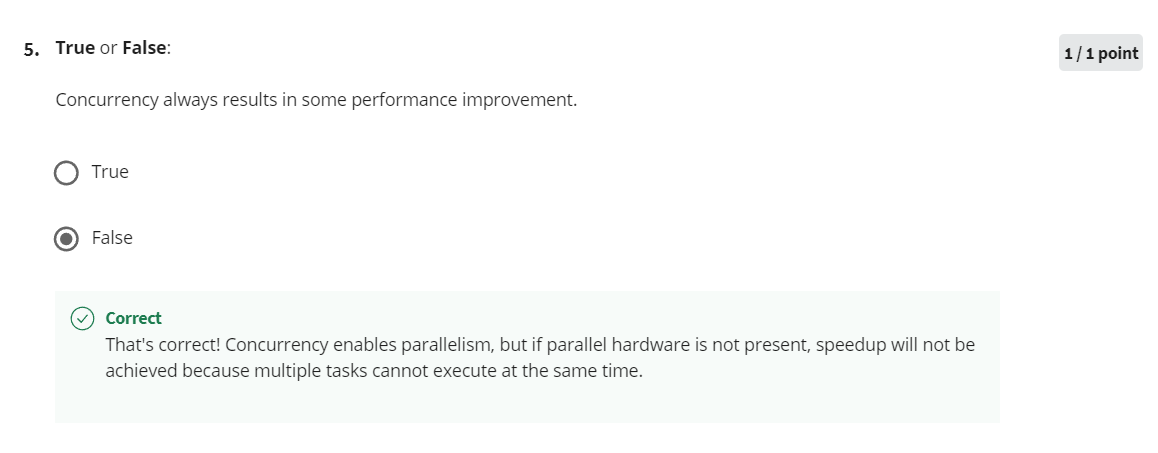 5. True or False:
1 / 1 point
Concurrency always results in some performance improvement.
True
False
Correct
That's correct! Concurrency enables parallelism, but if parallel hardware is not present, speedup will not be
achieved because multiple tasks cannot execute at the same time.